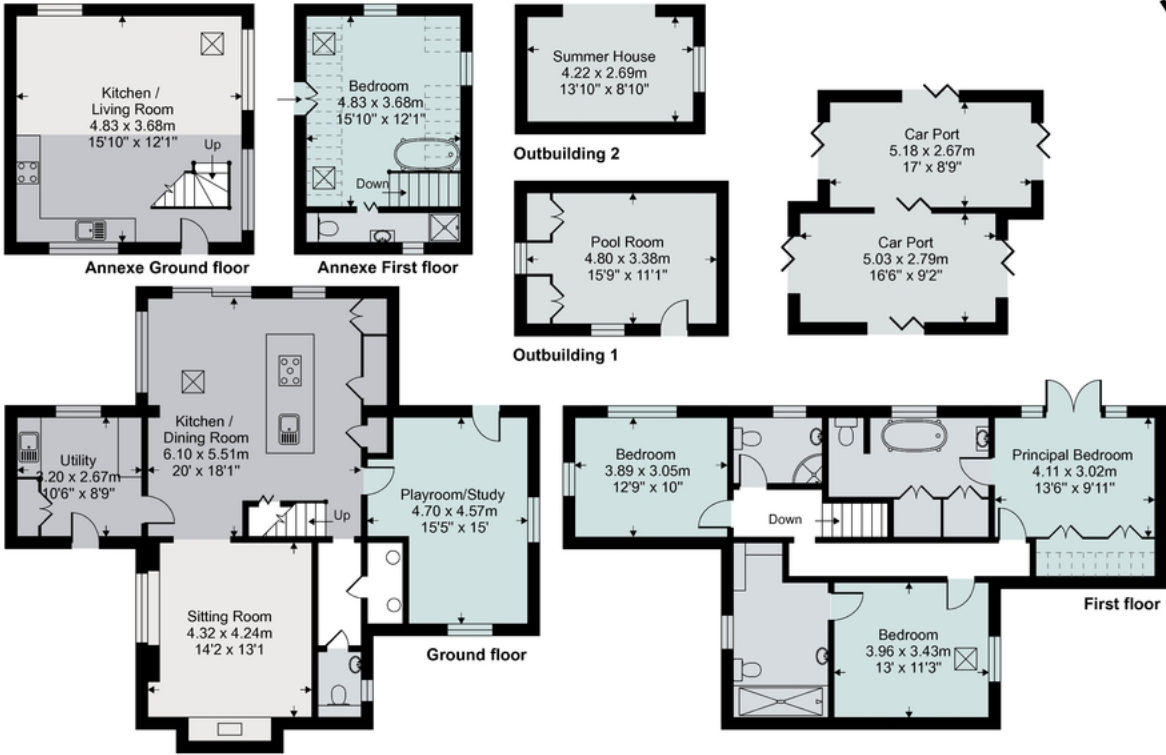 Kitchen /
Living Room
4.83 x 3.68m
15'10" x 12'1"
Up
Annexe Ground floor
Bedroom
4.83 x 3.68m
15'10" x 12'1"
Down
Annexe First floor
Summer House
4.22 x 2.69m
13'10" x 8'10"
Outbuilding 2
Pool Room
4.80 x 3.38m
15'9" x 11'1"
Outbuilding 1
Car Port
5.18 x 2.67m
17' x 8'9"
Car Port
5.03 x 2.79m
16'6" x 9'2"
Kitchen /
Dining Room
6.10 x 5.51m
20' x 18'1"
Utility
3.20 x 2.67m
10'6" x 8'9"
Up
Playroom/Study
4.70 x 4.57m
15'5" x 15'
Sitting Room
4.32 x 4.24m
14'2 x 13'1
Ground floor
Bedroom
3.89 x 3.05m
12'9" x 10"
Down
Principal Bedroom
4.11 x 3.02m
13'6" x 9'11"
Bedroom
3.96 x 3.43m
13' x 11'3"
First floor